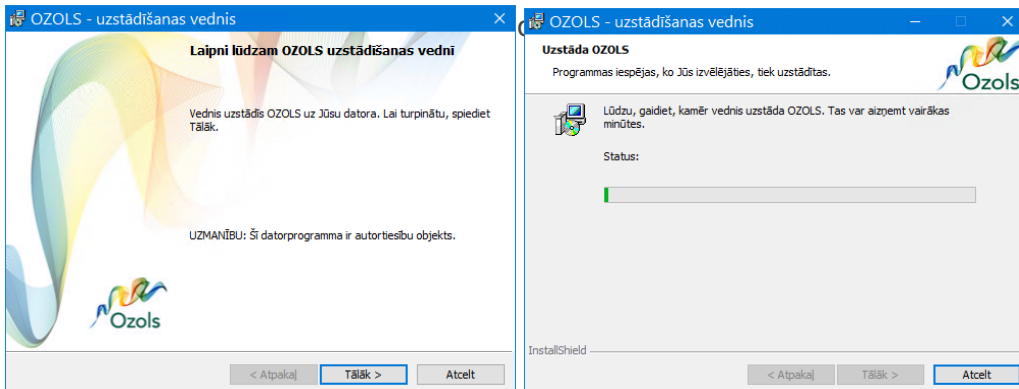 OZOLS - uzstādīšanas vednis
Laipni lūdzam OZOLS uzstādīšanas vednī
Vednis uzstādīs OZOLS uz Jūsu datora. Lai turpinātu, spiediet
Tālāk.
UZMANĪBU: Šī datorprogramma ir autortiesību objekts.
Ozols
< Atpakaļ
Tālāk >
Atcelt
OZOLS - uzstādīšanas vednis
Uzstāda OZOLS
Programmas iespējas, ko Jūs izvēlējāties, tiek uzstādītas.
Ozols
Lūdzu, gaidiet, kamēr vednis uzstāda OZOLS. Tas var aizņemt vairākas
minūtes.
Status:
InstallShield
< Atpakaļ
Tālāk >
Atcelt